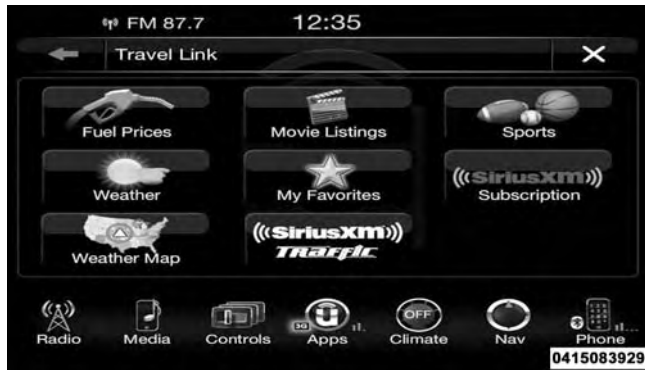 FM 87.7
12:35
Travel Link
Fuel Prices
Movie Listings
Sports
Weather
My Favorites
((SiriusXM))
Subscription
Weather Map
((SiriusXM))
Traffic
OFF
3G
Radio
Media
Controls
Apps
Climate
Nav
Phone
0415083929